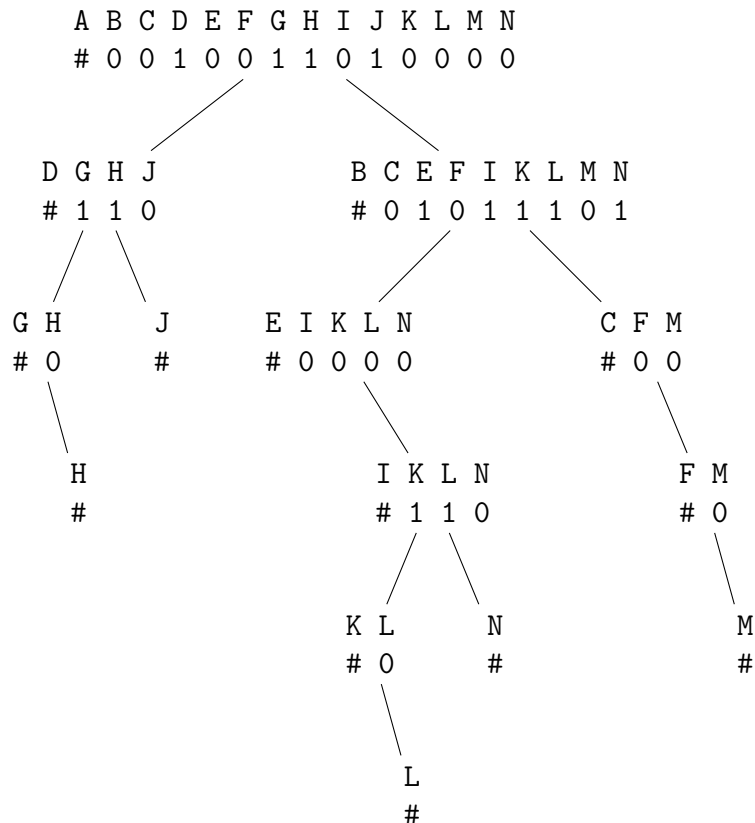 A B C D E F G H I J K L M N
# 0 0 1 0 0 1 1 0 1 0 0 0 0
D G H J
B C E F I K L M N
# 1 1 0
# 0 1 0 1 1 1 0 1
G H
J
E I K L N
C F M
# 0
#
# 0 0 0 0
# 0 0
H
I K L N
F M
#
# 1 1 0
# 0
K L
N
M
# 0
#
#
L
#